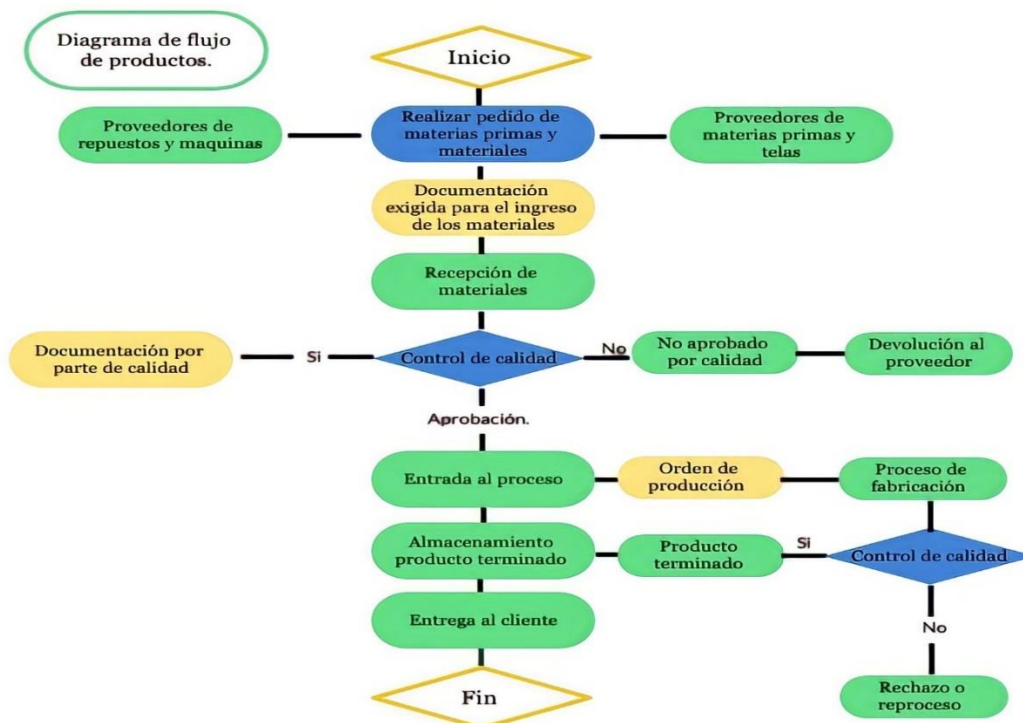 Diagrama de flujo
de productos.
Inicio
Proveedores de
repuestos y maquinas
Realizar pedido de
materias primas y
materiales
Proveedores de
materias primas y
telas
Documentación
exigida para el ingreso
de los materiales
Recepción de
materiales
Documentación por
parte de calidad
Si
Control de calidad
No
No aprobado
por calidad
Devolución al
proveedor
Aprobación.
Entrada al proceso
Orden de
producción
Proceso de
fabricación
Almacenamiento
producto terminado
Producto
terminado
Si
Control de calidad
Entrega al cliente
No
Fin
Rechazo o
reproceso